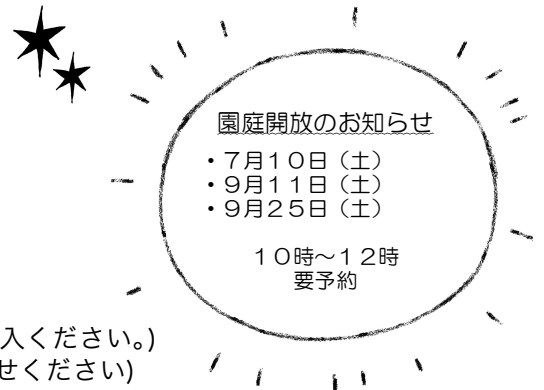 園庭開放のお知らせ
・７月１０日（土）
・９月１１日（土）
・９月２５日（土）
１０時～１２時
要予約
入ください。)
せください)